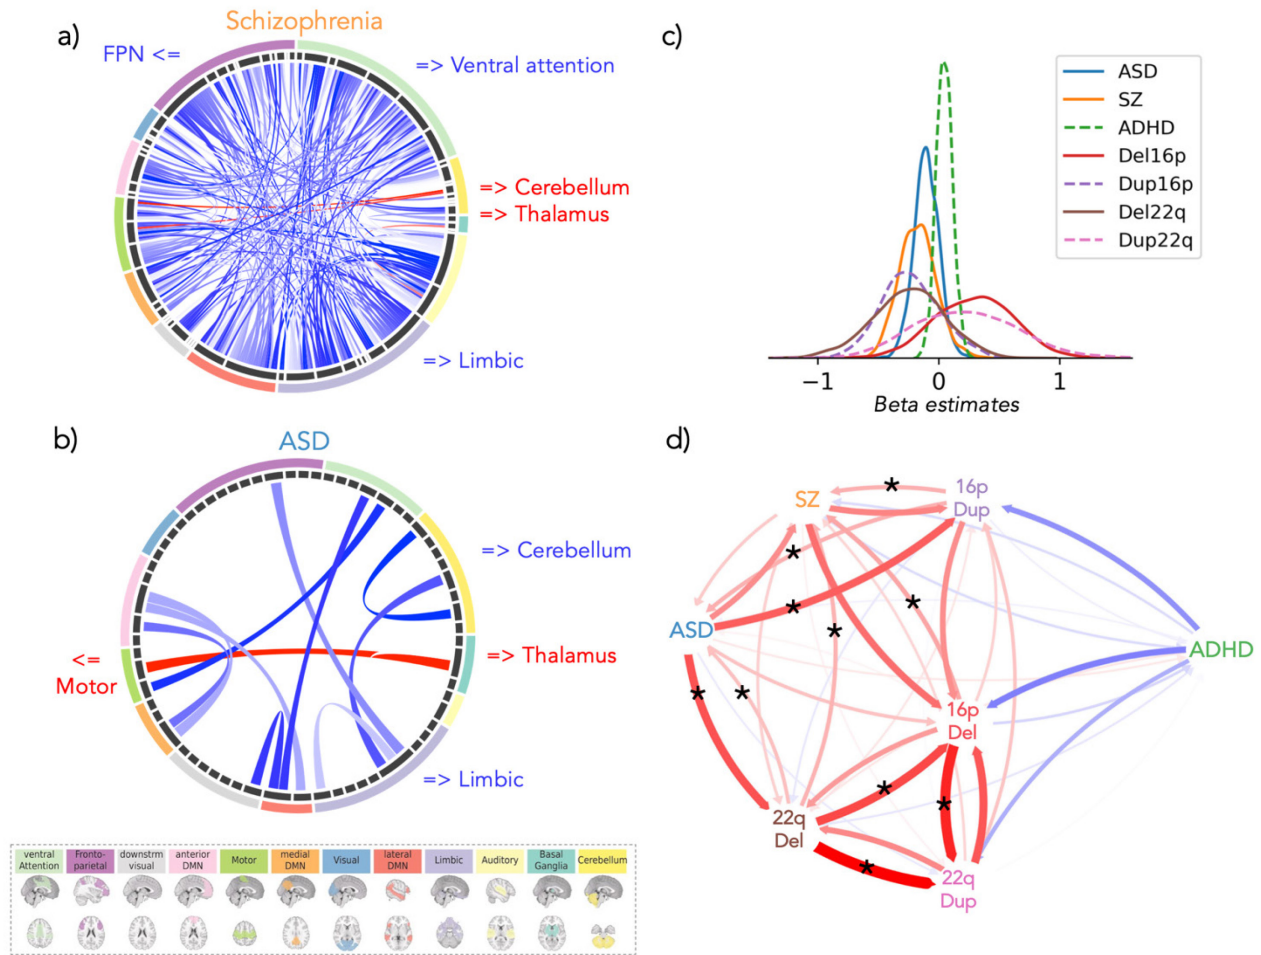 a)
Schizophrenia
FPN <=
=> Ventral attention
=> Cerebellum
=> Thalamus
=> Limbic
b)
ASD
=> Cerebellum
<=
Motor
=> Thalamus
=> Limbic
ventral
Attention
Fronto-
parietal
downstrm
visual
anterior
DMN
Motor
medial
DMN
Visual
lateral
DMN
Limbic
Auditory
Basal
Ganglia
Cerebellum
c)
ASD
SZ
ADHD
Del16p
Dup16p
Del22q
Dup22q
−1
0
1
Beta estimates
d)
SZ
*
16p
Dup
*
*
*
*
ASD
ADHD
*
*
16p
Del
*
*
22q
Del
*
22q
Dup